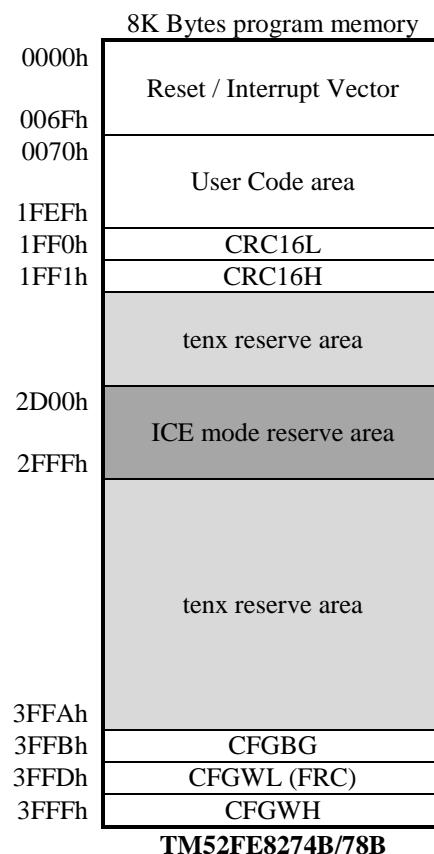 8K Bytes program memory
0000h
Reset / Interrupt Vector
006Fh
0070h
User Code area
1FEFh
1FF0h CRC16L
1FF1h CRC16H
tenx reserve area
2D00h
ICE mode reserve area
2FFFh
tenx reserve area
3FFAh
3FFBh CFGBG
3FFDh CFGWL (FRC)
3FFFh CFGWH
TM52FE8274B/78B